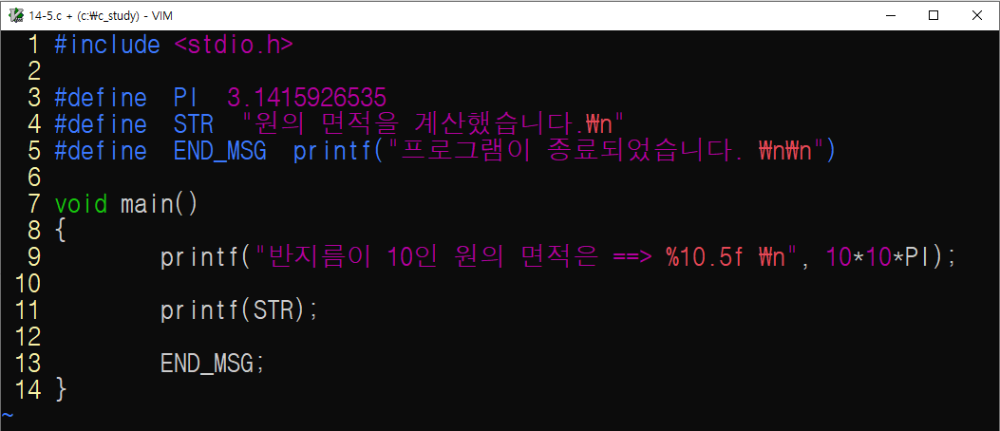 14-5.c + (c:₩c_study) - VIM
1 #include <stdio.h>
2
3 #define  PI  3.1415926535
4 #define  STR  "원의 면적을 계산했습니다.₩n"
5 #define  END_MSG  printf("프로그램이 종료되었습니다. ₩n₩n")
6
7 void main()
8 {
9         printf("반지름이 10인 원의 면적은 ==> %10.5f ₩n", 10*10*PI);
10
11         printf(STR);
12
13         END_MSG;
14 }
~